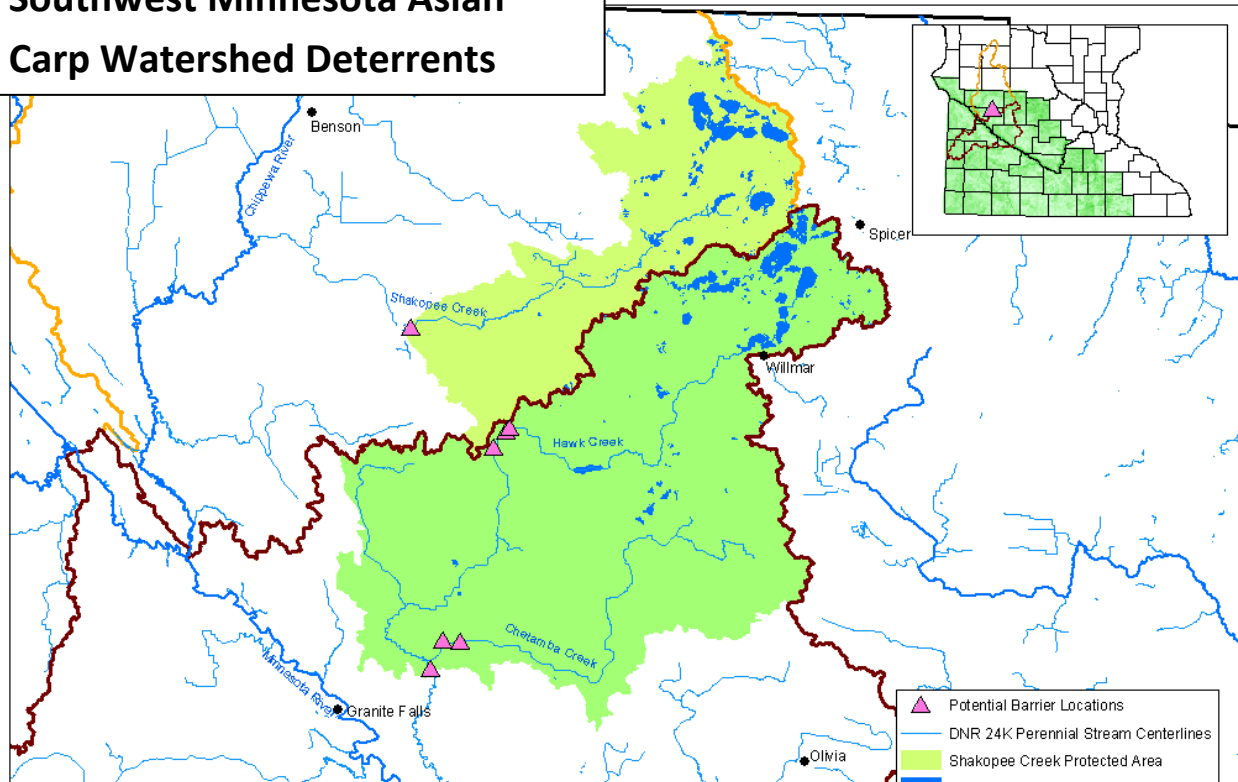 Southwest Minnesota Asian
Carp Watershed Deterrents
Benson
Chippewa River
Spicer
Shakopee Creek
Willmar
Hawk Creek
Chetamba Creek
Minnesota River
Granite Falls
Olivia
Potential Barrier Locations
DNR 24K Perennial Stream Centerlines
Shakopee Creek Protected Area